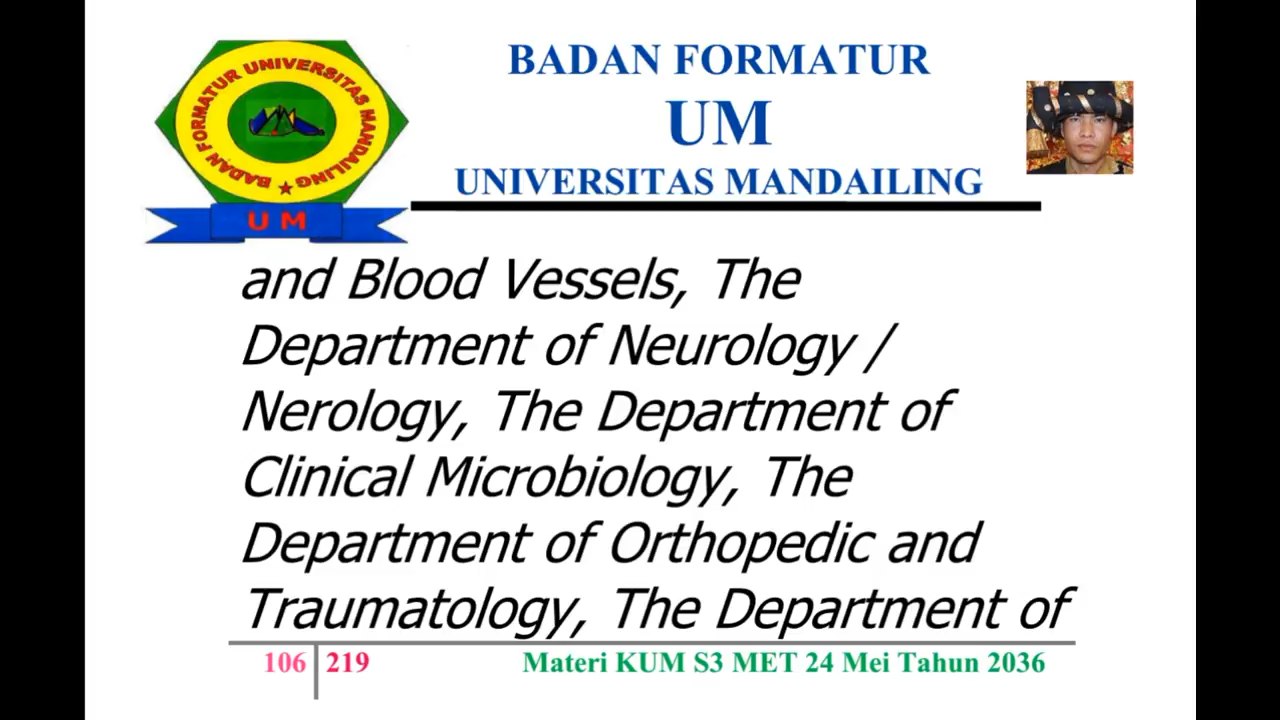 BADAN FORMATUR UNIVERSITAS MANDAILING
U M
BADAN FORMATUR
UM
UNIVERSITAS MANDAILING
and Blood Vessels, The
Department of Neurology /
Nerology, The Department of
Clinical Microbiology, The
Department of Orthopedic and
Traumatology, The Department of
106 219 Materi KUM S3 MET 24 Mei Tahun 2036